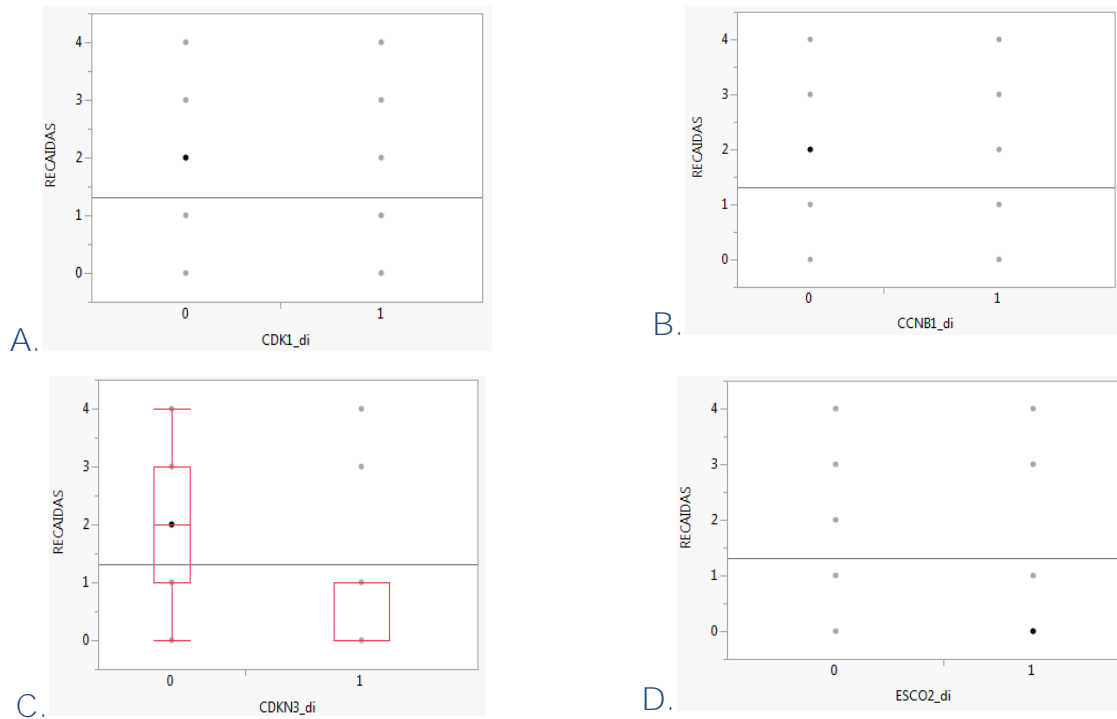 4
3
2
1
0
RECAIDAS
0 1
CDK1_di
A.
4
3
2
1
0
RECAIDAS
0 1
CCNB1_di
B.
4
3
2
1
0
RECAIDAS
0 1
CDKN3_di
C.
4
3
2
1
0
RECAIDAS
0 1
ESCO2_di
D.